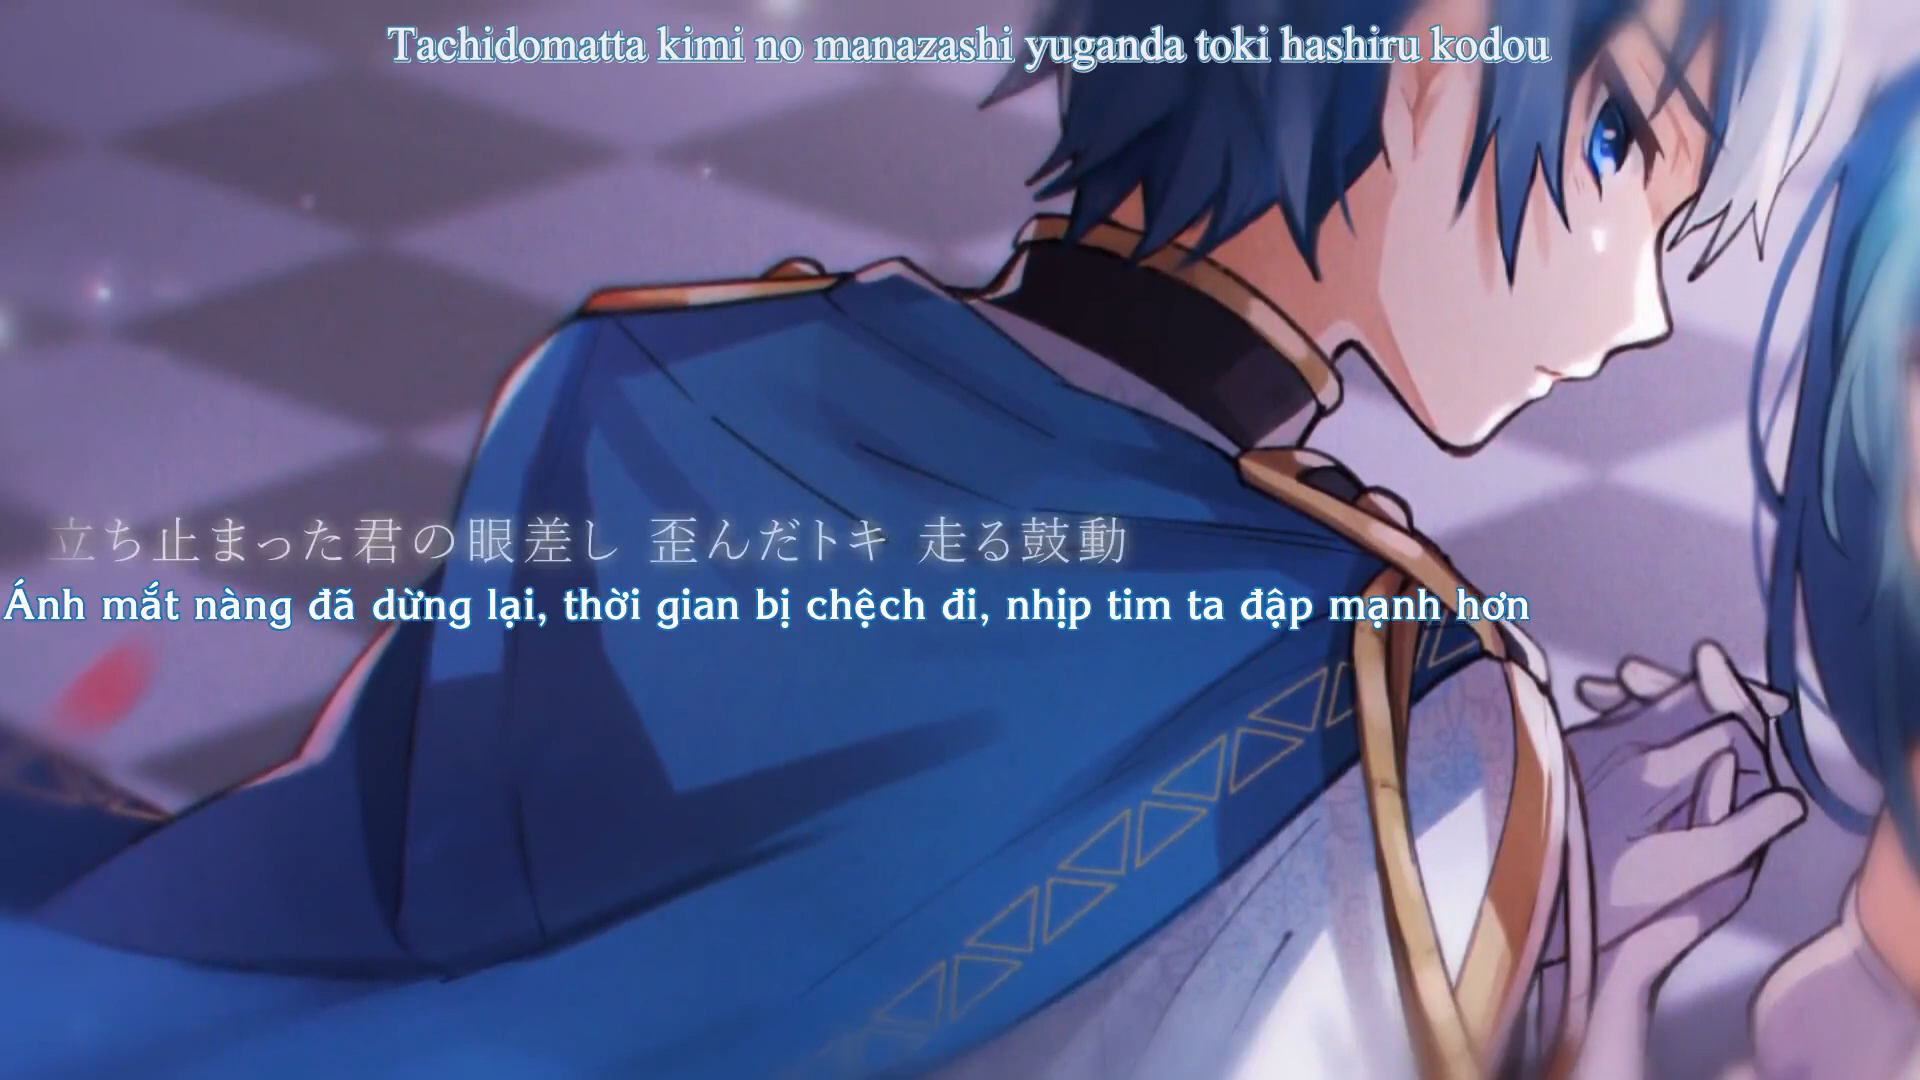 Tachidomatta kimi no manazashi yuganda toki hashiru kodou
立ち止まった君の眼差し 歪んだトキ 走る鼓動
Ánh mắt nàng đã dừng lại, thời gian bị chệch đi, nhịp tim ta đập mạnh hơn